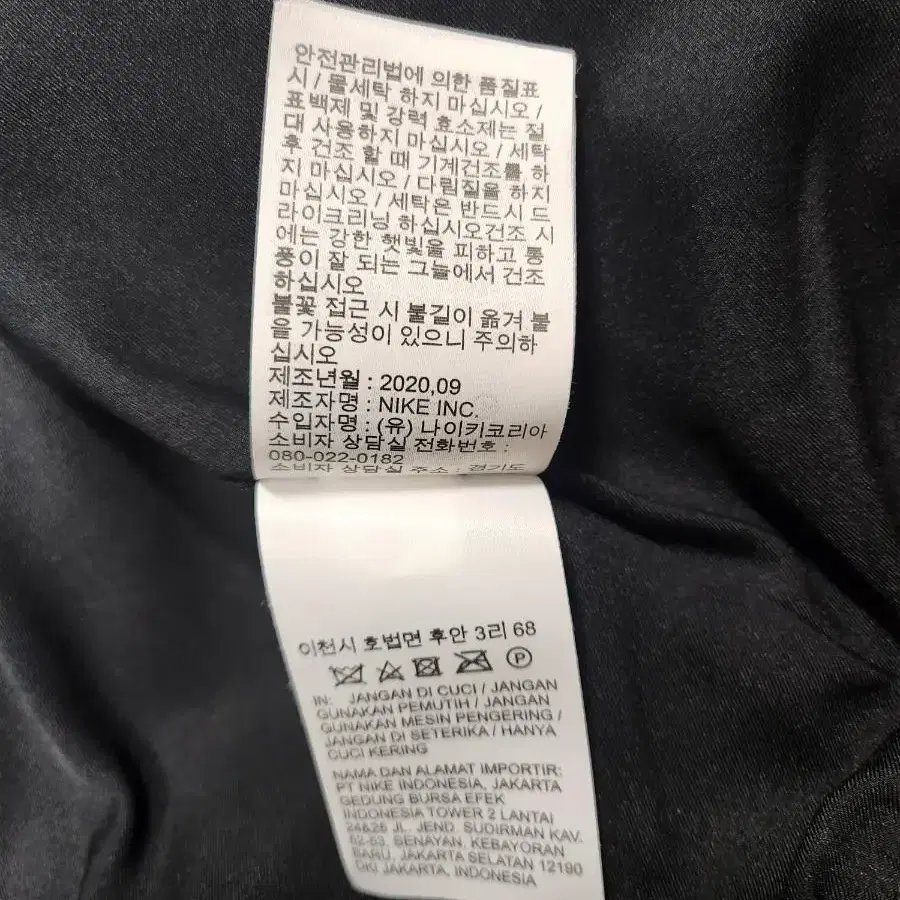 안전관리법에 의한 품질표
시 / 물세탁 하지 마십시오 /
표백제 및 강력 효소제는 절
대 사용하지 마십시오 / 세탁
후 건조 할 때 기계건조를 하
지 마십시오 / 다림질을 하지
마십시오 / 세탁은 반드시 드
라이크리닝 하십시오건조 시
에는 강한 햇빛을 피하고 통
풍이 잘 되는 그늘에서 건조
하십시오
불꽃 접근 시 불길이 옮겨 붙
을 가능성이 있으니 주의하
십시오
제조년월 : 2020,09
제조자명 : NIKE INC.
수입자명 : (유) 나이키코리아
소비자 상담실 전화번호 :
080-022-0182
소비자 상담실 주소 : 경기도
이천시 호법면 후안 3리 68
P
IN: JANGAN DI CUCI / JANGAN
GUNAKAN PEMUTIH / JANGAN
GUNAKAN MESIN PENGERING /
JANGAN DI SETERIKA / HANYA
CUCI KERING
NAMA DAN ALAMAT IMPORTIR:
PT NIKE INDONESIA, JAKARTA
GEDUNG BURSA EFEK
INDONESIA TOWER 2 LANTAI
24&26 JL. JEND. SUDIRMAN KAV.
52-53, SENAYAN, KEBAYORAN
BARU, JAKARTA SELATAN 12190
DKI JAKARTA, INDONESIA